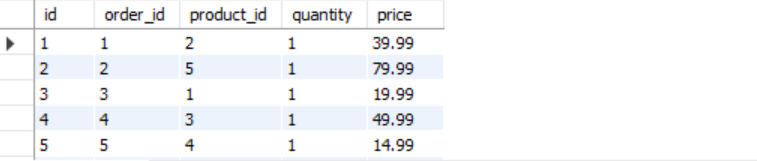 id order_id product_id quantity price
1 1 2 1 39.99
2 2 5 1 79.99
3 3 1 1 19.99
4 4 3 1 49.99
5 5 4 1 14.99